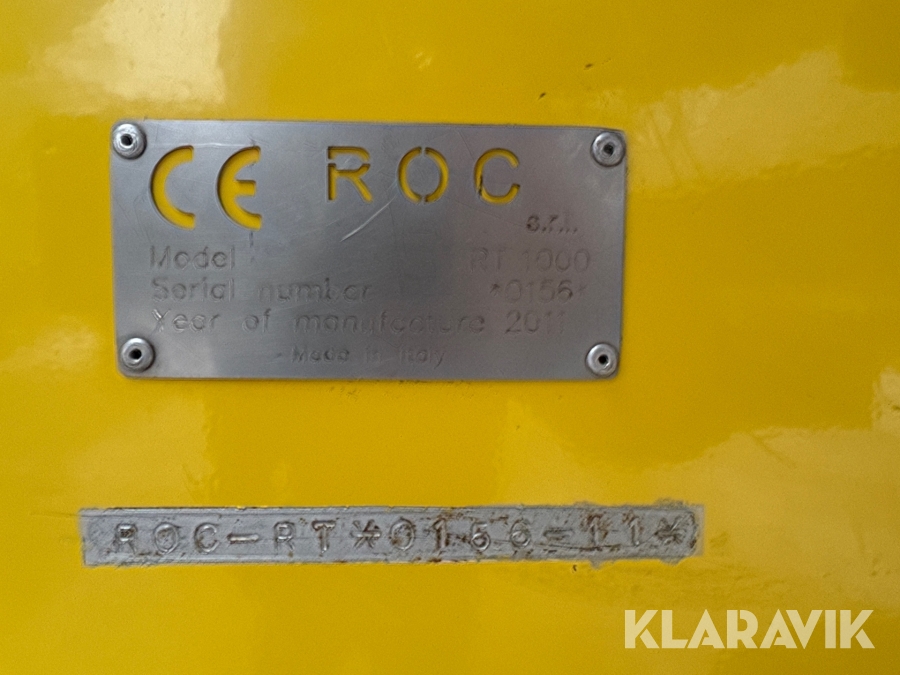 CE ROC
s.r.l.
Model RT 1000
Serial number *0156*
Year of manufacture 2011
Made in Italy
ROC-RT*0156-11*
KLARAVIK